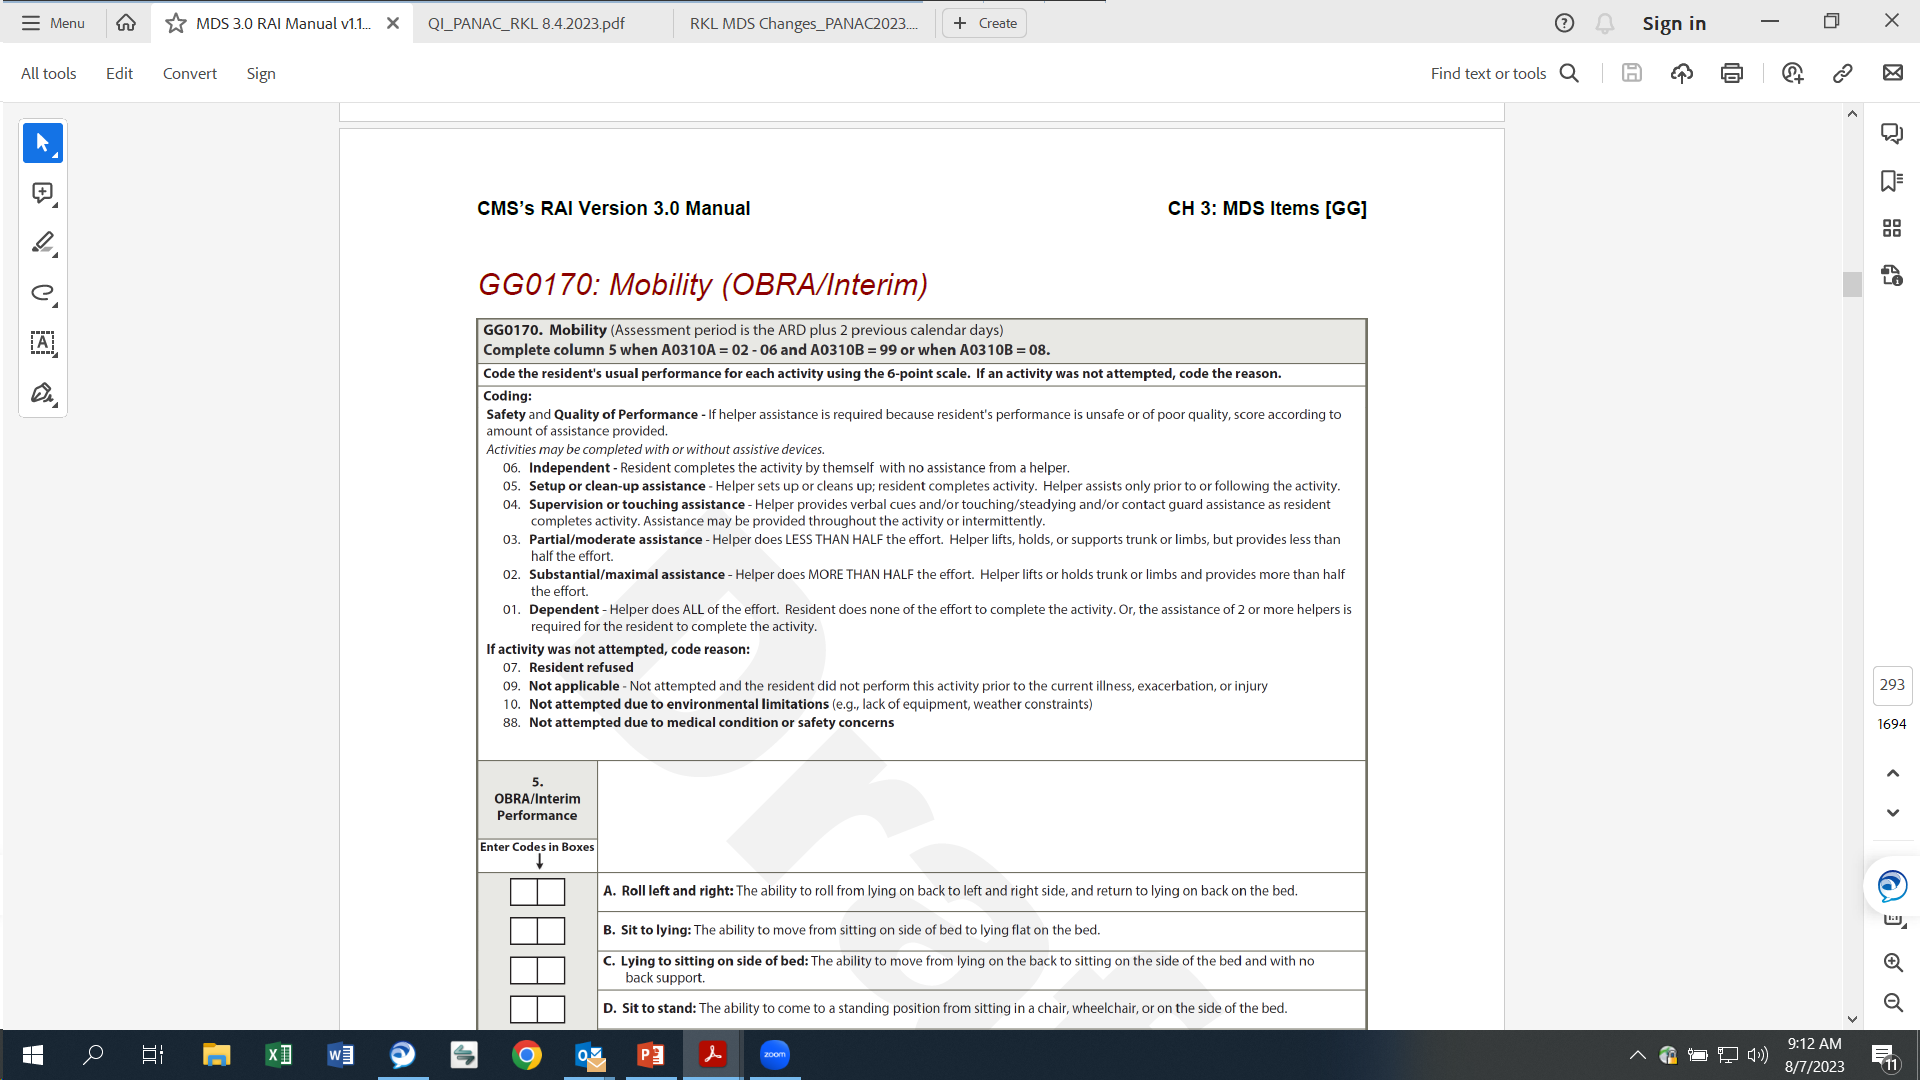 Menu
MDS 3.0 RAI Manual v1.1...
QI_PANAC_RKL 8.4.2023.pdf
RKL MDS Changes_PANAC2023....
+ Create
Sign in
All tools
Edit
Convert
Sign
Find text or tools
CMS's RAI Version 3.0 Manual
CH 3: MDS Items [GG]
GG0170: Mobility (OBRA/Interim)
GG0170. Mobility (Assessment period is the ARD plus 2 previous calendar days)
Complete column 5 when A0310A = 02 - 06 and A0310B = 99 or when A0310B = 08.
Code the resident's usual performance for each activity using the 6-point scale. If an activity was not attempted, code the reason.
Coding:
Safety and Quality of Performance - If helper assistance is required because resident's performance is unsafe or of poor quality, score according to
amount of assistance provided.
Activities may be completed with or without assistive devices.
06. Independent - Resident completes the activity by themself with no assistance from a helper.
05. Setup or clean-up assistance - Helper sets up or cleans up; resident completes activity. Helper assists only prior to or following the activity.
04. Supervision or touching assistance - Helper provides verbal cues and/or touching/steadying and/or contact guard assistance as resident
completes activity. Assistance may be provided throughout the activity or intermittently.
03. Partial/moderate assistance - Helper does LESS THAN HALF the effort. Helper lifts, holds, or supports trunk or limbs, but provides less than
half the effort.
02. Substantial/maximal assistance - Helper does MORE THAN HALF the effort. Helper lifts or holds trunk or limbs and provides more than half
the effort.
01. Dependent - Helper does ALL of the effort. Resident does none of the effort to complete the activity. Or, the assistance of 2 or more helpers is
required for the resident to complete the activity.
If activity was not attempted, code reason:
07. Resident refused
09. Not applicable - Not attempted and the resident did not perform this activity prior to the current illness, exacerbation, or injury
10. Not attempted due to environmental limitations (e.g., lack of equipment, weather constraints)
88. Not attempted due to medical condition or safety concerns
5.
OBRA/Interim
Performance
Enter Codes in Boxes
A. Roll left and right: The ability to roll from lying on back to left and right side, and return to lying on back on the bed.
B. Sit to lying: The ability to move from sitting on side of bed to lying flat on the bed.
C. Lying to sitting on side of bed: The ability to move from lying on the back to sitting on the side of the bed and with no
back support.
D. Sit to stand: The ability to come to a standing position from sitting in a chair, wheelchair, or on the side of the bed.
Draft
293
1694
zoom
9:12 AM
8/7/2023
11